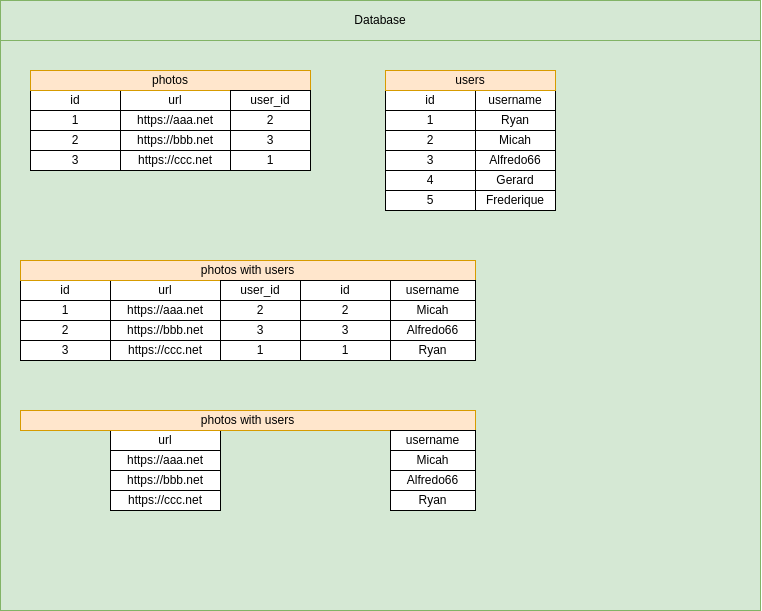 Database
photos
id url user_id
1 https://aaa.net 2
2 https://bbb.net 3
3 https://ccc.net 1
users
id username
1 Ryan
2 Micah
3 Alfredo66
4 Gerard
5 Frederique
photos with users
id url user_id id username
1 https://aaa.net 2 2 Micah
2 https://bbb.net 3 3 Alfredo66
3 https://ccc.net 1 1 Ryan
photos with users
url username
https://aaa.net Micah
https://bbb.net Alfredo66
https://ccc.net Ryan